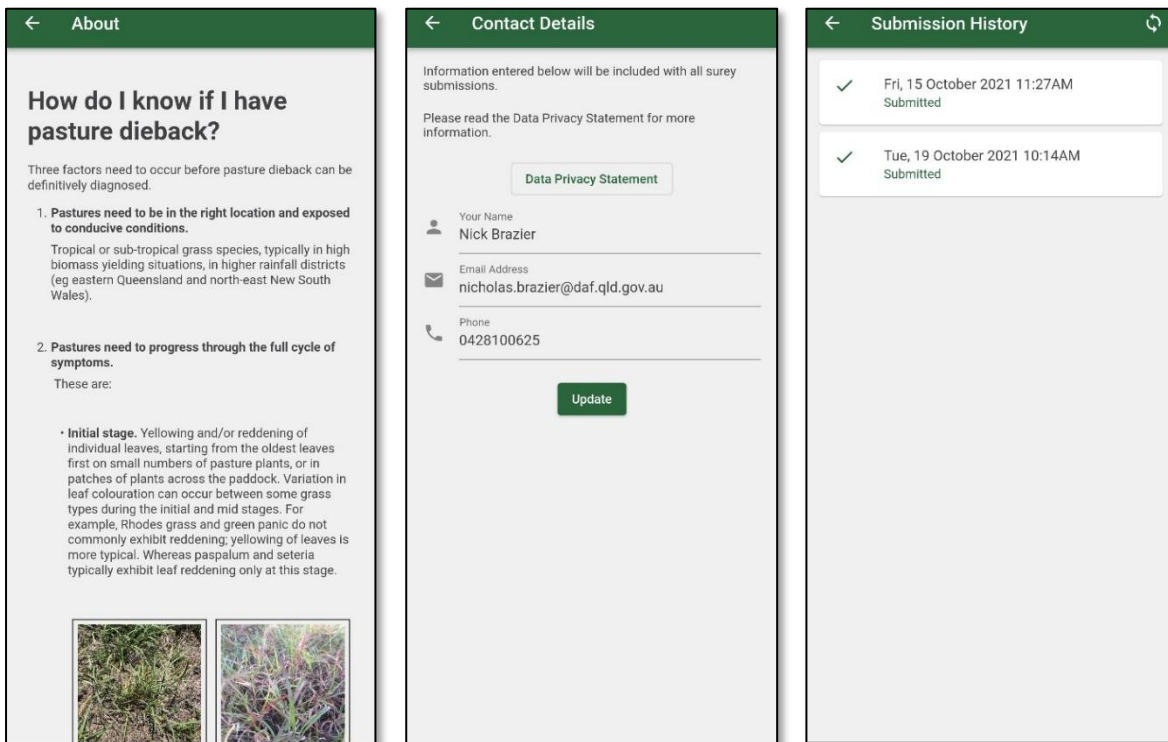 About
How do I know if I have
pasture dieback?
Three factors need to occur before pasture dieback can be
definitively diagnosed.
1. Pastures need to be in the right location and exposed
to conducive conditions.
Tropical or sub-tropical grass species, typically in high
biomass yielding situations, in higher rainfall districts
(eg eastern Queensland and north-east New South
Wales).
2. Pastures need to progress through the full cycle of
symptoms.
These are:
• Initial stage. Yellowing and/or reddening of
individual leaves, starting from the oldest leaves
first on small numbers of pasture plants, or in
patches of plants across the paddock. Variation in
leaf colouration can occur between some grass
types during the initial and mid stages. For
example, Rhodes grass and green panic do not
commonly exhibit reddening; yellowing of leaves is
more typical. Whereas paspalum and seteria
typically exhibit leaf reddening only at this stage.
Contact Details
Information entered below will be included with all surey
submissions.
Please read the Data Privacy Statement for more
information.
Data Privacy Statement
Your Name
Nick Brazier
Email Address
nicholas.brazier@daf.qld.gov.au
Phone
0428100625
Update
Submission History
Fri, 15 October 2021 11:27AM
Submitted
Tue, 19 October 2021 10:14AM
Submitted